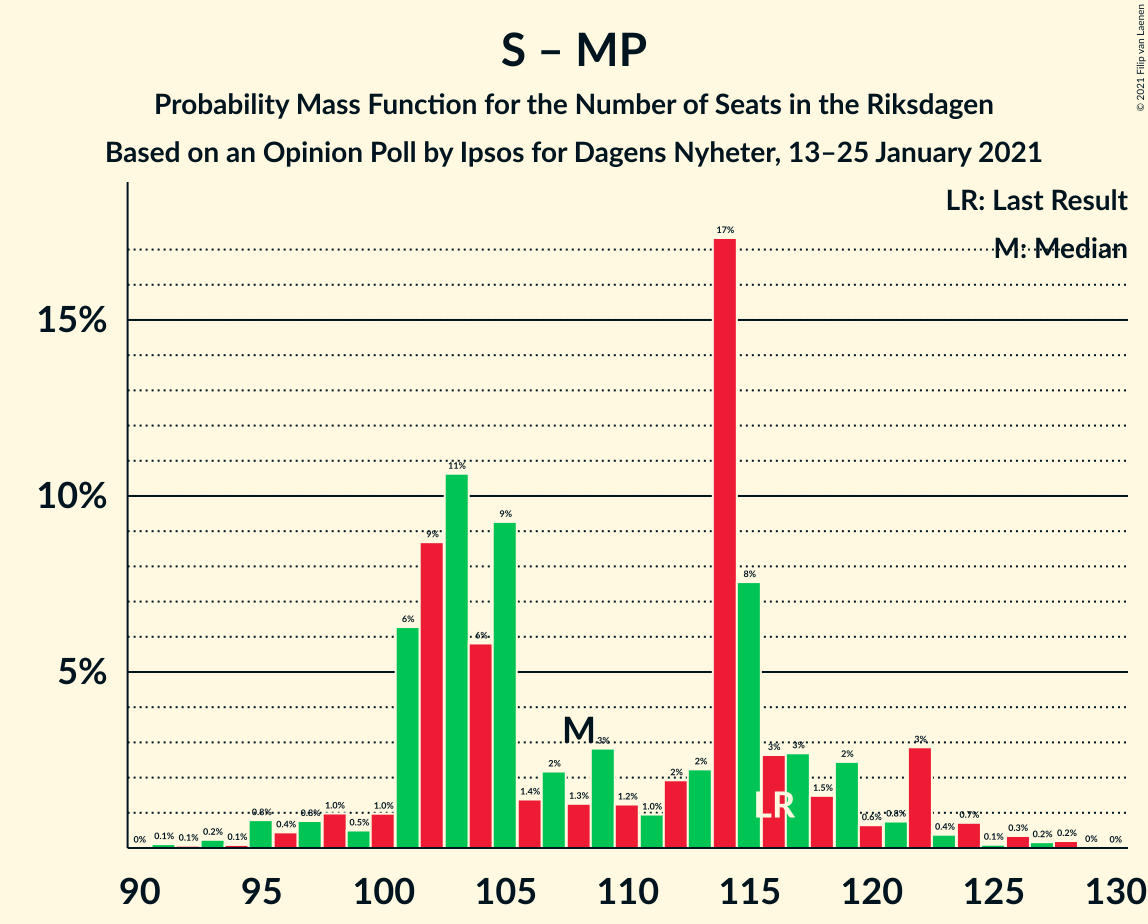 S – MP
Probability Mass Function for the Number of Seats in the Riksdagen
Based on an Opinion Poll by Ipsos for Dagens Nyheter, 13–25 January 2021
© 2021 Filip van Laenen
LR: Last Result
M: Median
15%
10%
5%
0% 0.1% 0.1% 0.2% 0.1% 0.8% 0.4% 0.8% 1.0% 0.5% 1.0% 6% 9% 11% 6% 9% 1.4% 2% 1.3% 3% 1.2% 1.0% 2% 2% 17% 8% 3% 3% 1.5% 2% 0.6% 0.8% 3% 0.4% 0.7% 0.1% 0.3% 0.2% 0.2% 0% 0%
M
LR
90 95 100 105 110 115 120 125 130